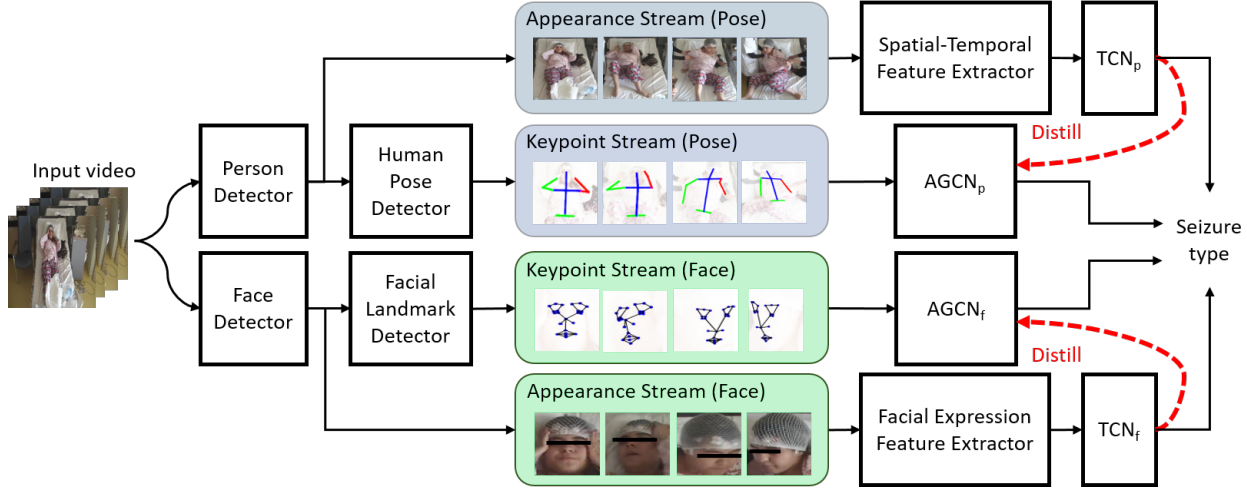 Input video
Person
Detector
Face
Detector
Human
Pose
Detector
Facial
Landmark
Detector
Appearance Stream (Pose)
Keypoint Stream (Pose)
Keypoint Stream (Face)
Appearance Stream (Face)
Spatial-Temporal
Feature Extractor
TCNp
Distill
AGCNp
AGCNf
Distill
Facial Expression
Feature Extractor
TCNf
Seizure
type